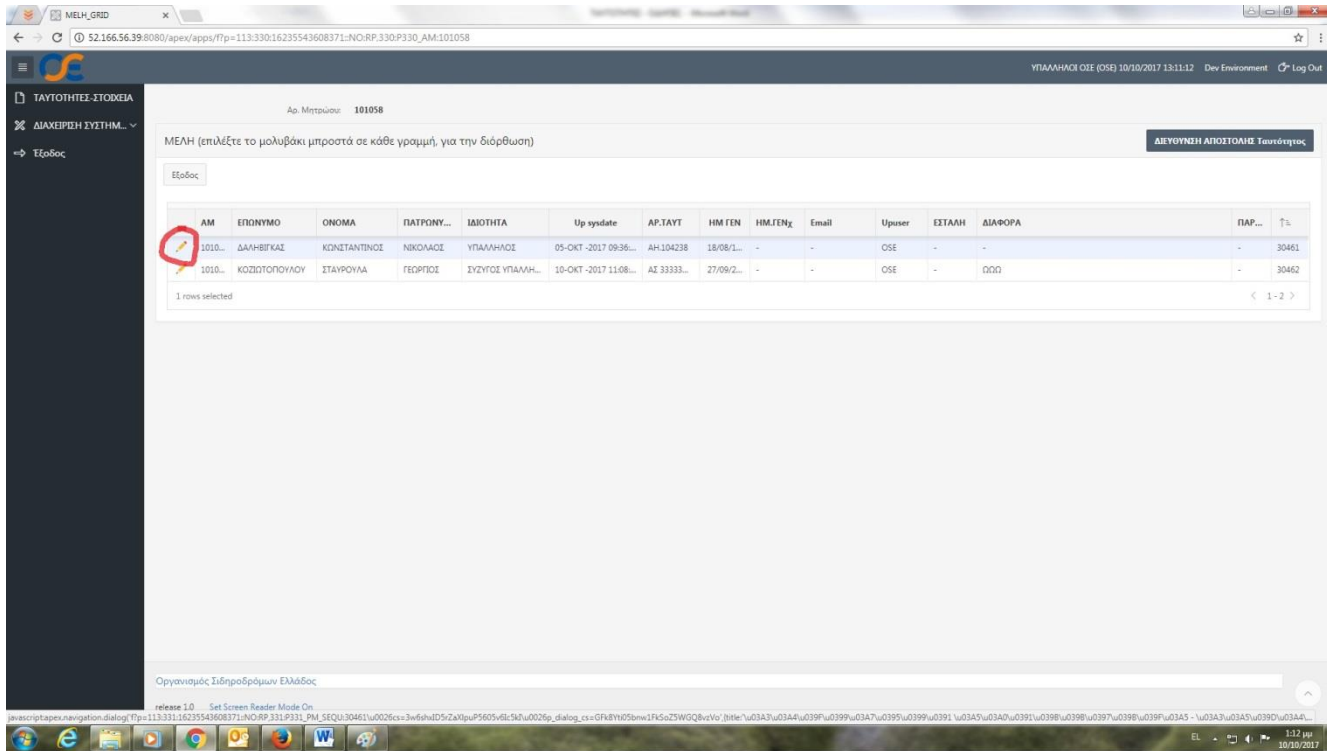 MELH_GRID
52.166.56.39:8080/apex/apps/f?p=113:330:16235543608371::NO:RP,330:P330_AM:101058
ΥΠΑΛΛΗΛΟΙ ΟΣΕ (OSE) 10/10/2017 13:11:12 Dev Environment Log Out
ΤΑΥΤΟΤΗΤΕΣ-ΣΤΟΙΧΕΙΑ
ΔΙΑΧΕΙΡΙΣΗ ΣΥΣΤΗΜ...
Έξοδος
Αρ. Μητρώου: 101058
ΜΕΛΗ (επιλέξτε το μολυβάκι μπροστά σε κάθε γραμμή, για την διόρθωση)
ΔΙΕΥΘΥΝΣΗ ΑΠΟΣΤΟΛΗΣ Ταυτότητος
Εξοδος
ΑΜ ΕΠΩΝΥΜΟ ΟΝΟΜΑ ΠΑΤΡΩΝΥ... ΙΔΙΟΤΗΤΑ Up sysdate ΑΡ.ΤΑΥΤ ΗΜ ΓΕΝ ΗΜ.ΓΕΝχ Email Upuser ΕΣΤΑΛΗ ΔΙΑΦΟΡΑ ΠΑΡ...
1010... ΔΑΛΗΒΙΓΚΑΣ ΚΩΝΣΤΑΝΤΙΝΟΣ ΝΙΚΟΛΑΟΣ ΥΠΑΛΛΗΛΟΣ 05-ΟΚΤ -2017 09:36:... ΑΗ.104238 18/08/1... - - OSE - - - 30461
1010... ΚΟΖΙΩΤΟΠΟΥΛΟΥ ΣΤΑΥΡΟΥΛΑ ΓΕΩΡΓΙΟΣ ΣΥΖΥΓΟΣ ΥΠΑΛΛΗ... 10-ΟΚΤ -2017 11:08:... ΑΣ 33333... 27/09/2... - - OSE - ΩΩΩ - 30462
1 rows selected 1 - 2
Οργανισμός Σιδηροδρόμων Ελλάδος
release 1.0 Set Screen Reader Mode On
EL 1:12 μμ
10/10/2017